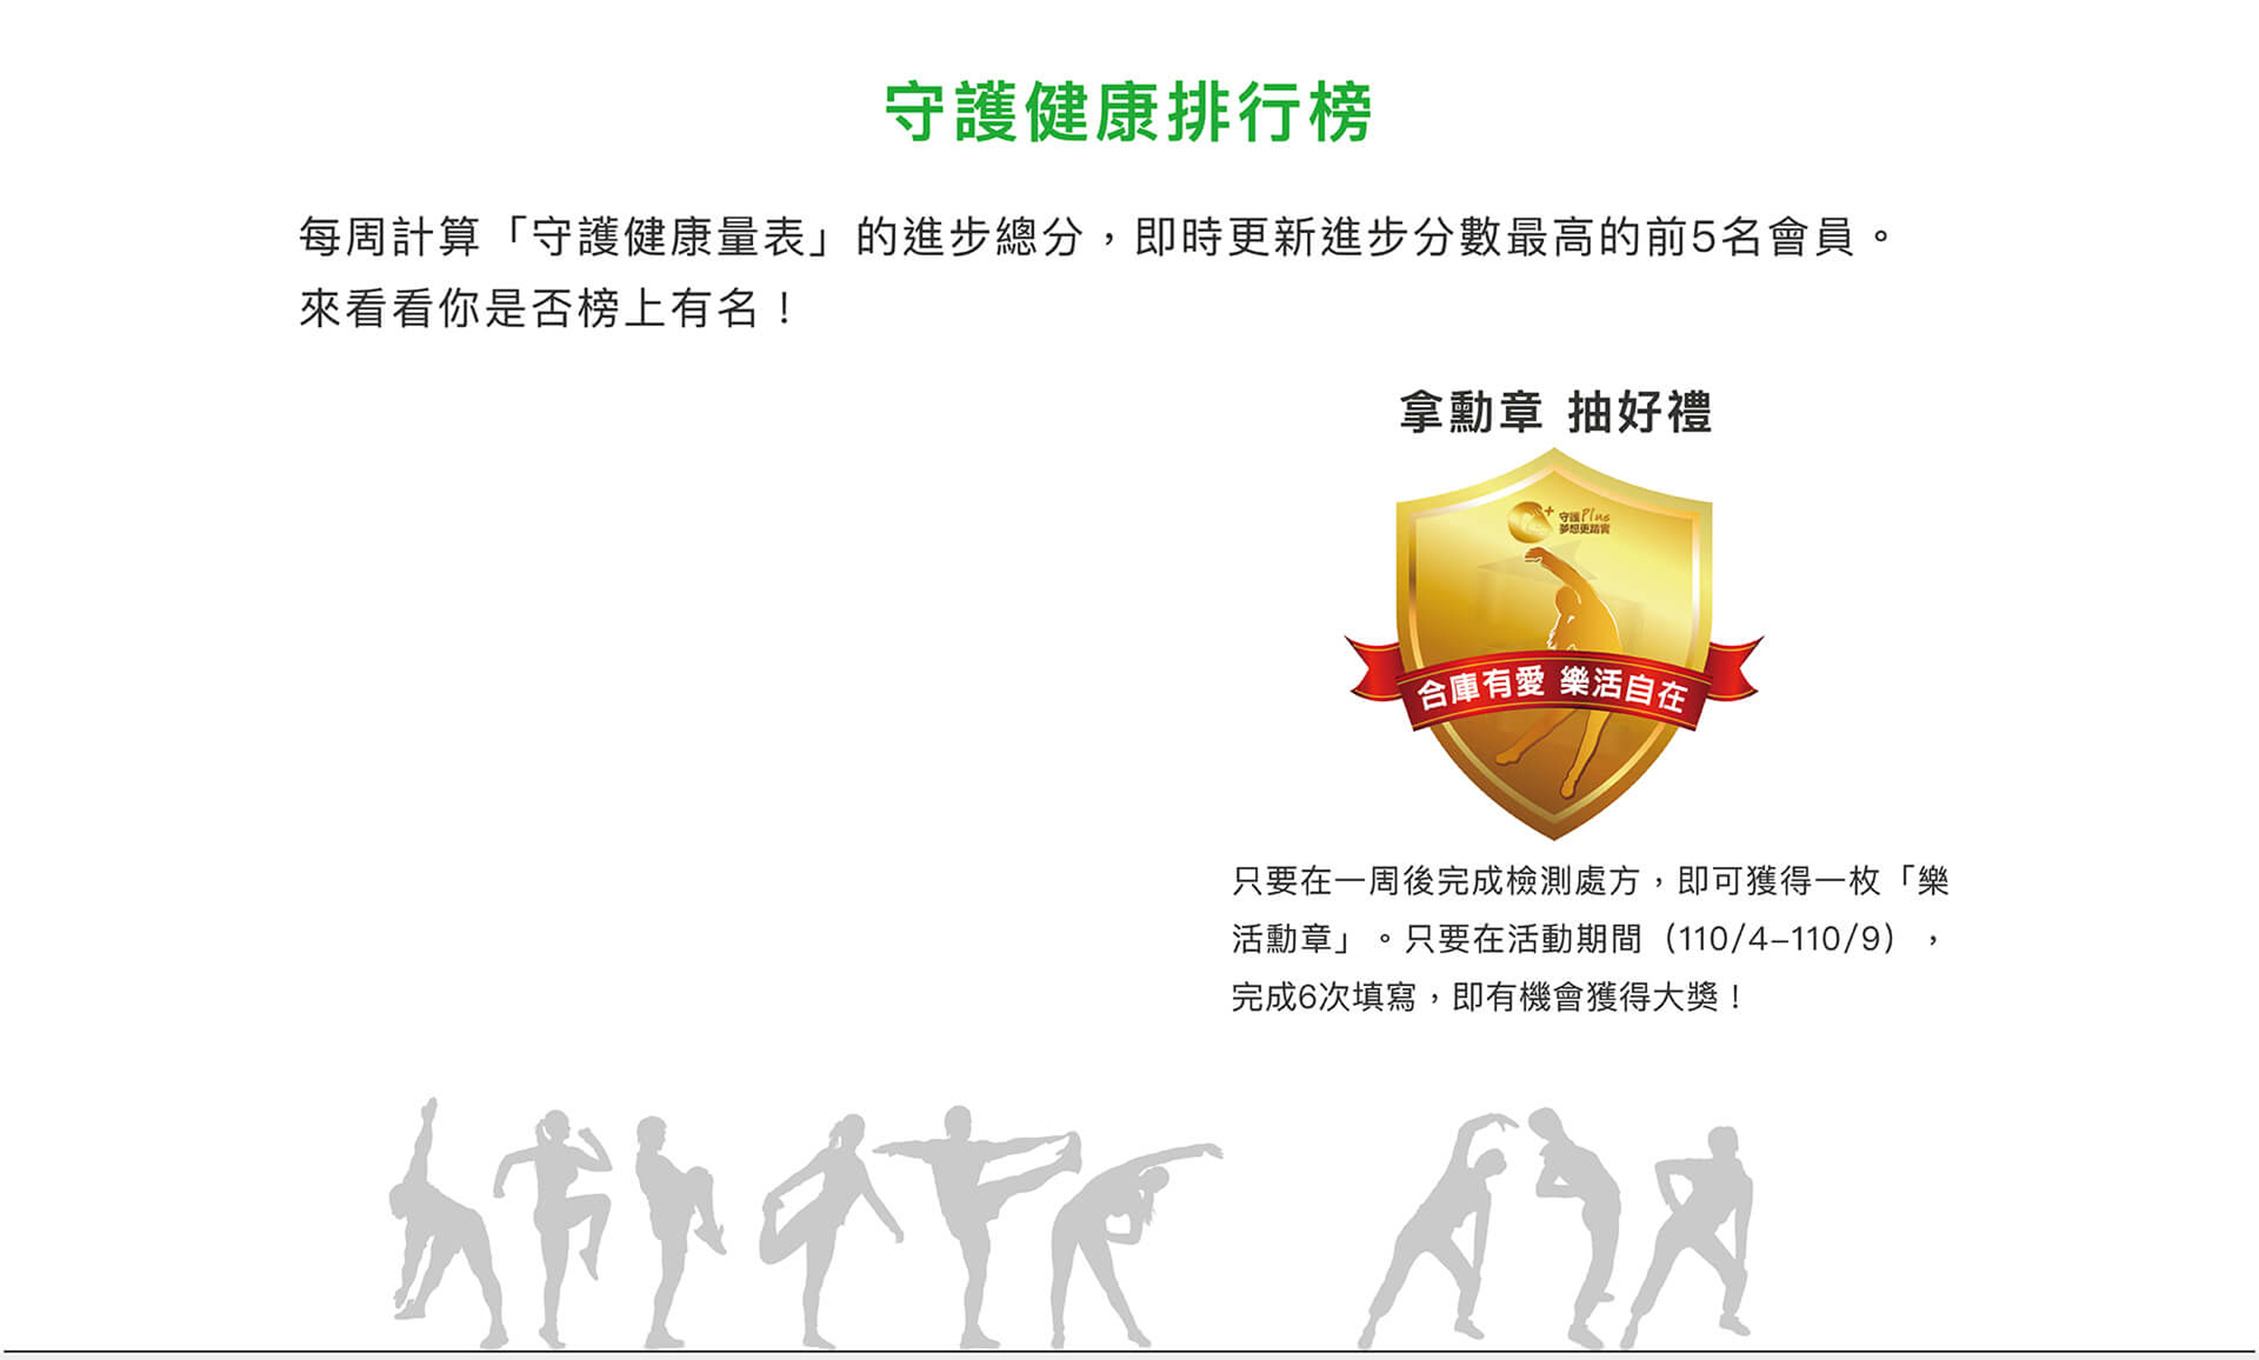 守護健康排行榜
每周計算「守護健康量表」的進步總分，即時更新進步分數最高的前5名會員。
來看看你是否榜上有名！
拿勳章 抽好禮
守護Plus
夢想更踏實
合庫有愛 樂活自在
只要在一周後完成檢測處方，即可獲得一枚「樂
活勳章」。只要在活動期間（110/4–110/9），
完成6次填寫，即有機會獲得大獎！